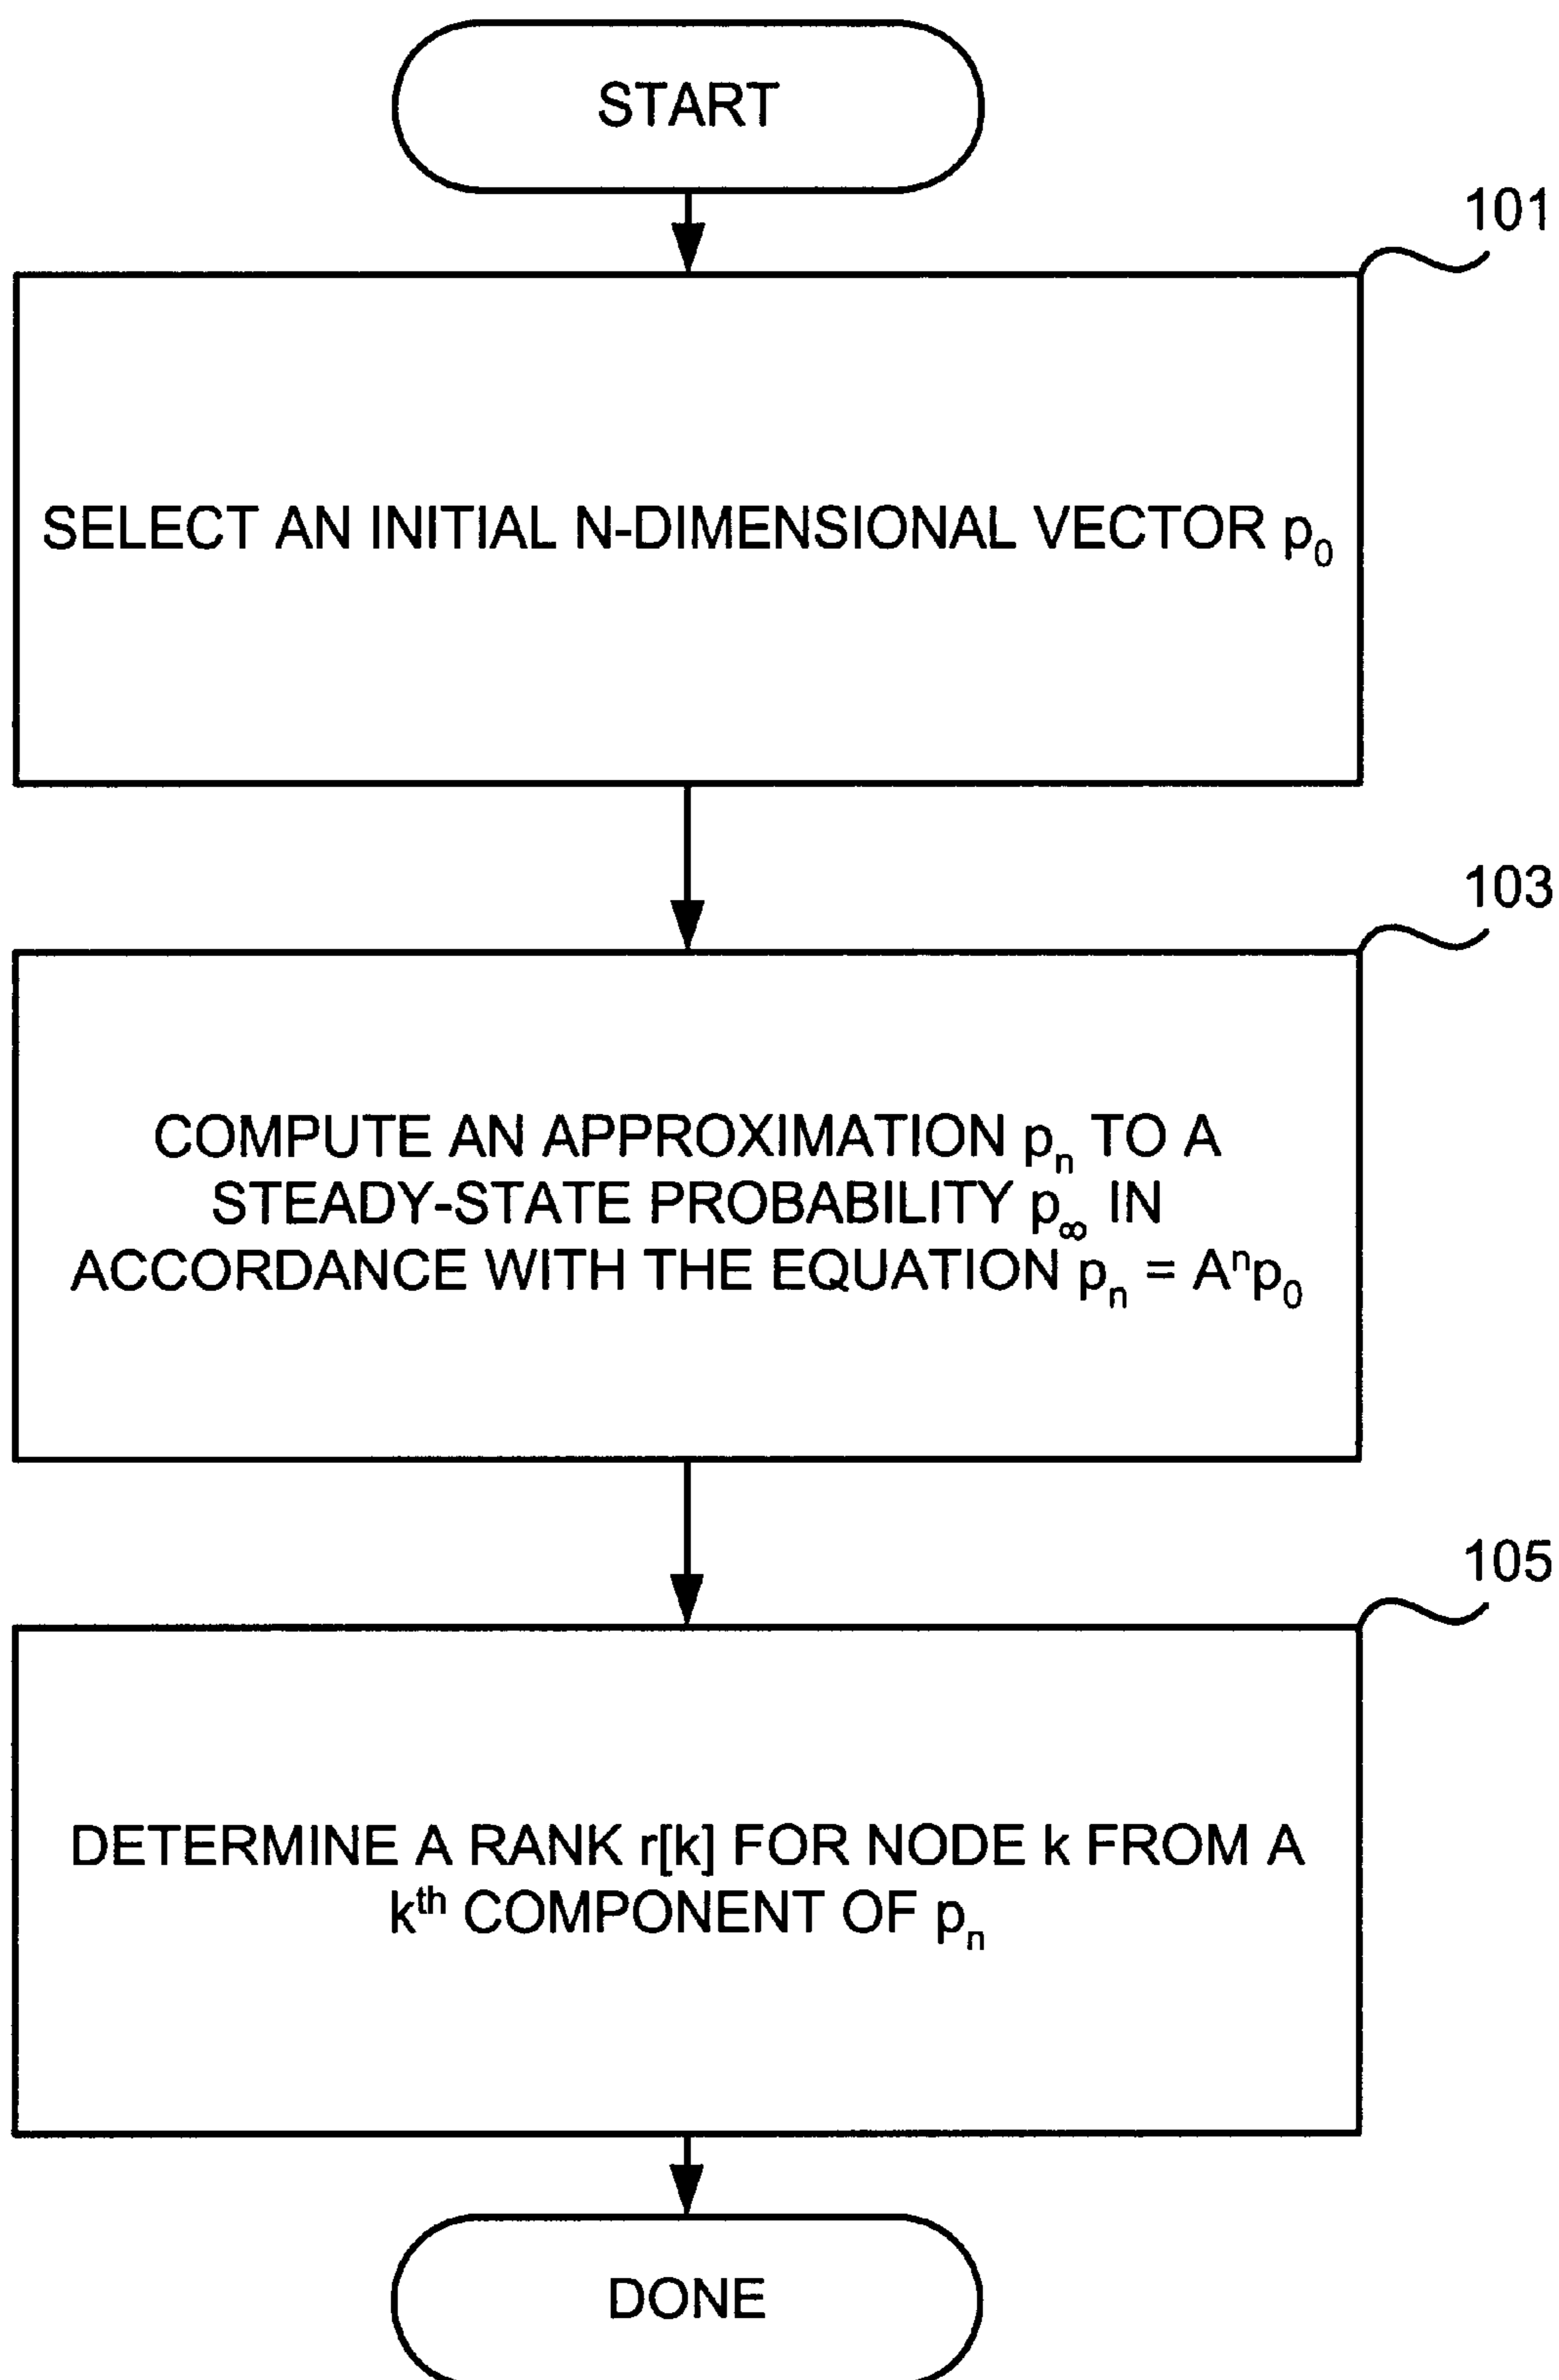 START
101
SELECT AN INITIAL N-DIMENSIONAL VECTOR p₀
103
COMPUTE AN APPROXIMATION pₙ TO A
STEADY-STATE PROBABILITY p∞ IN
ACCORDANCE WITH THE EQUATION pₙ = Aⁿp₀
105
DETERMINE A RANK r[k] FOR NODE k FROM A
kᵗʰ COMPONENT OF pₙ
DONE